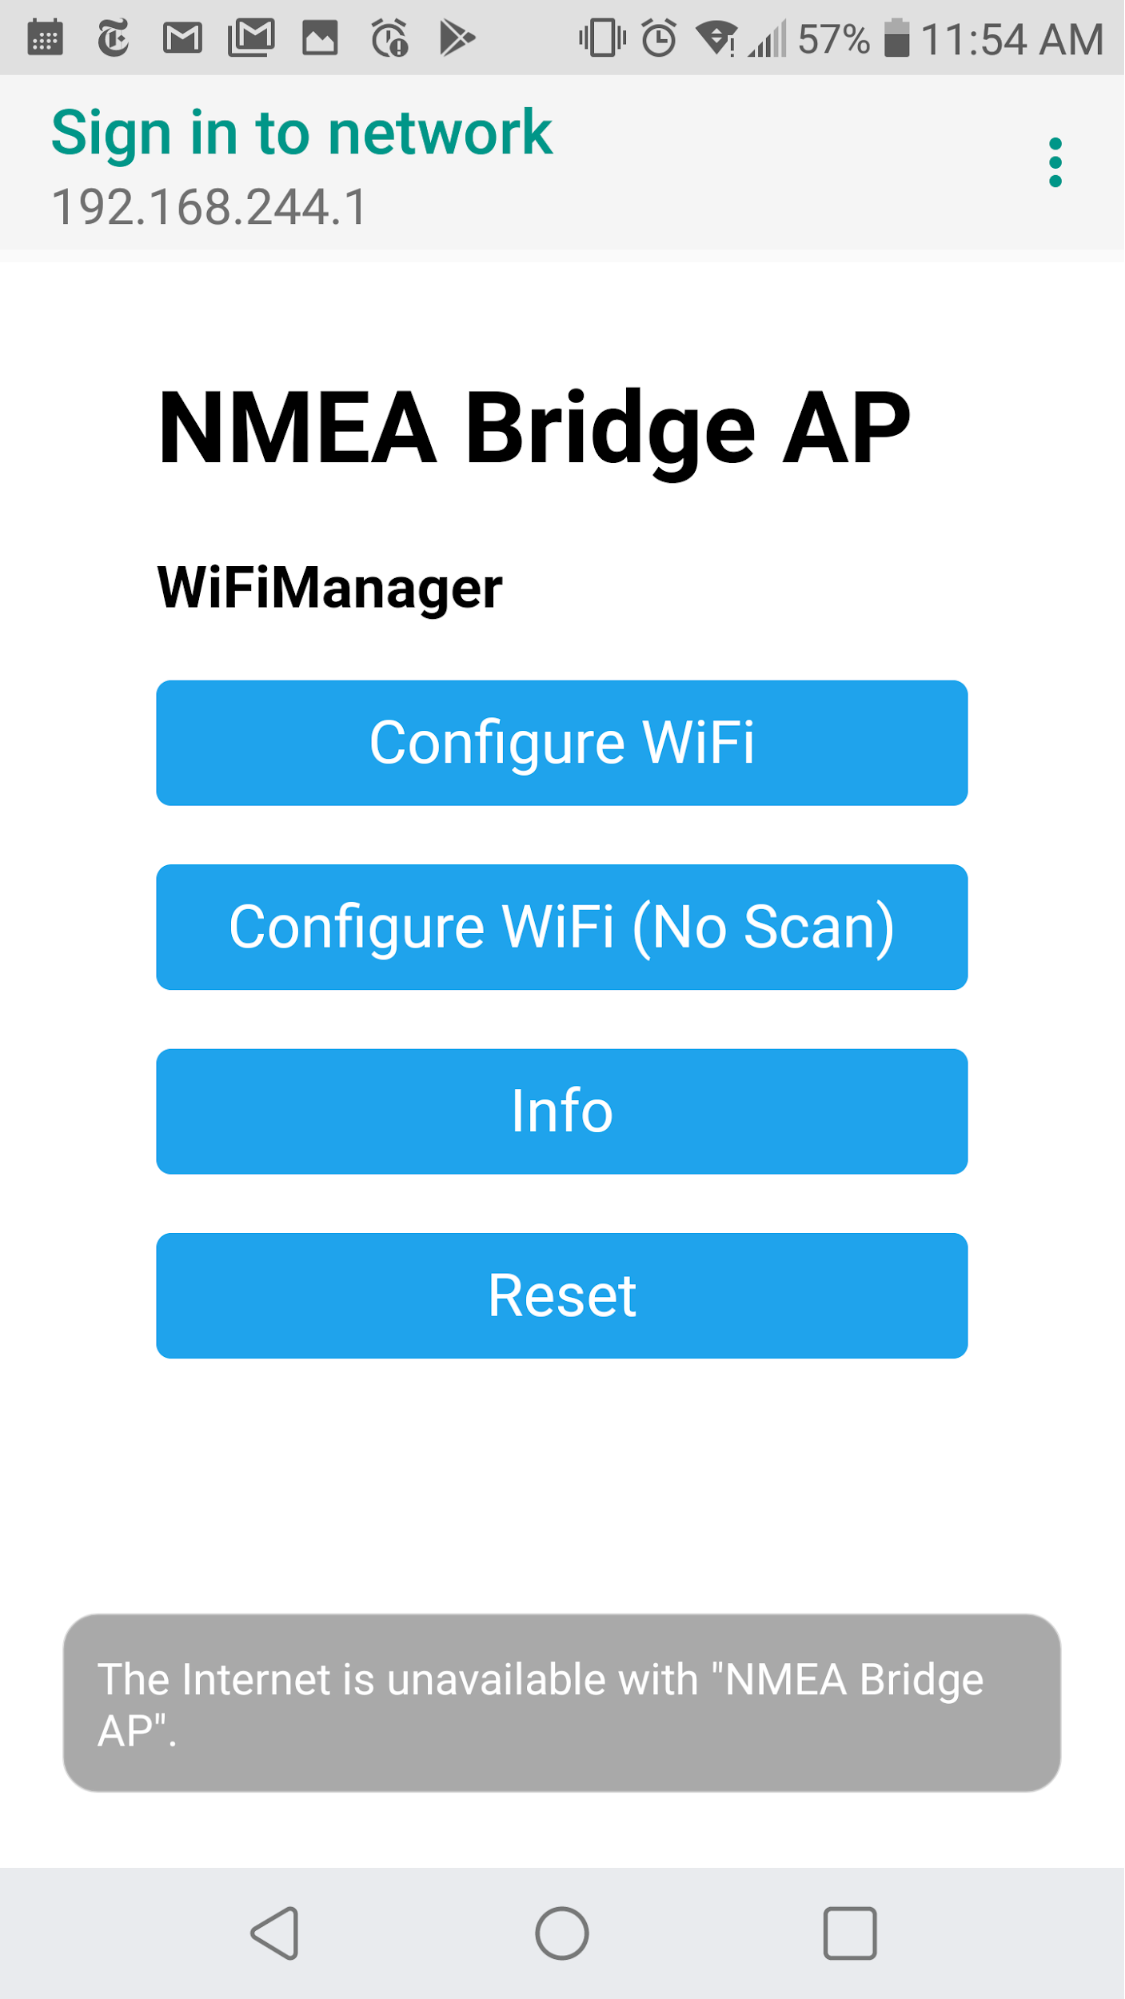 57% 11:54 AM
Sign in to network
192.168.244.1
NMEA Bridge AP
WiFiManager
Configure WiFi
Configure WiFi (No Scan)
Info
Reset
The Internet is unavailable with "NMEA Bridge
AP".